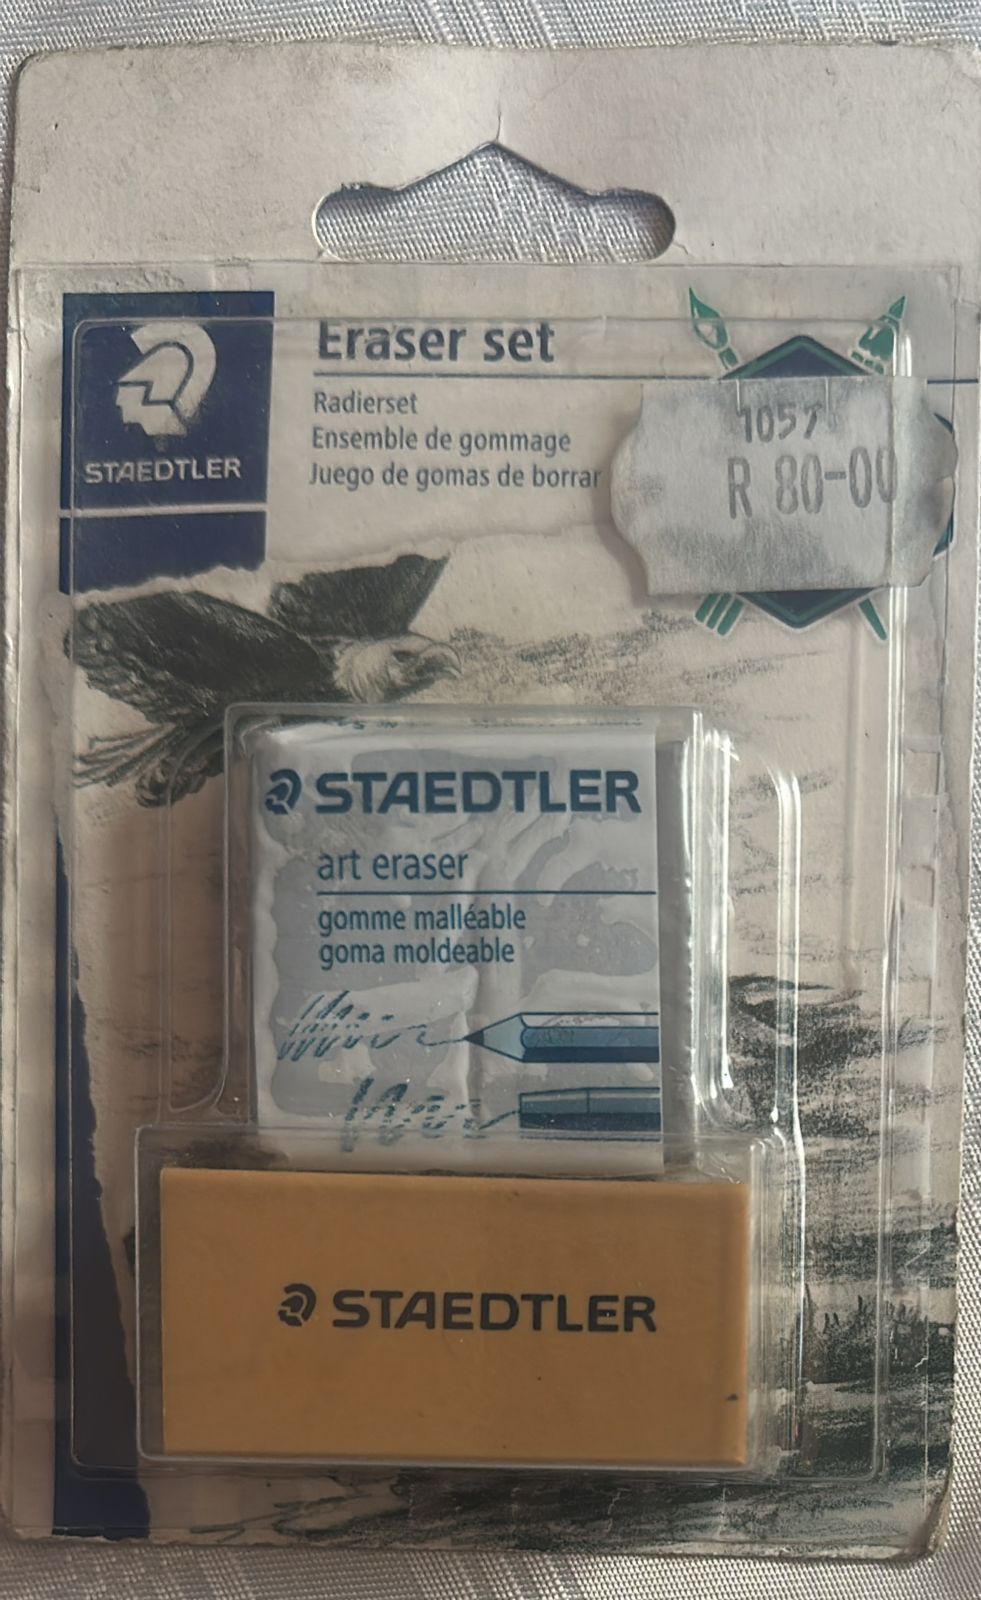 STAEDTLER
Eraser set
Radierset
Ensemble de gommage
Juego de gomas de borrar
1057
R 80-00
STAEDTLER
art eraser
gomme malléable
goma moldeable
STAEDTLER